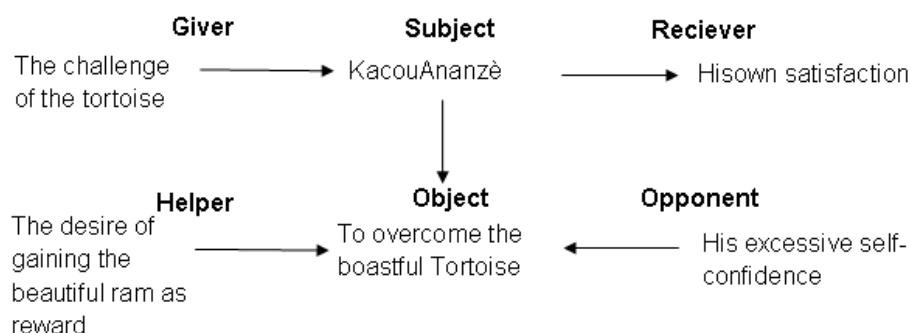 Giver Subject Reciever
The challenge
of the tortoise
KacouAnanzè
Hisown satisfaction
Helper Object Opponent
The desire of
gaining the
beautiful ram as
reward
To overcome the
boastful Tortoise
His excessive self-
confidence